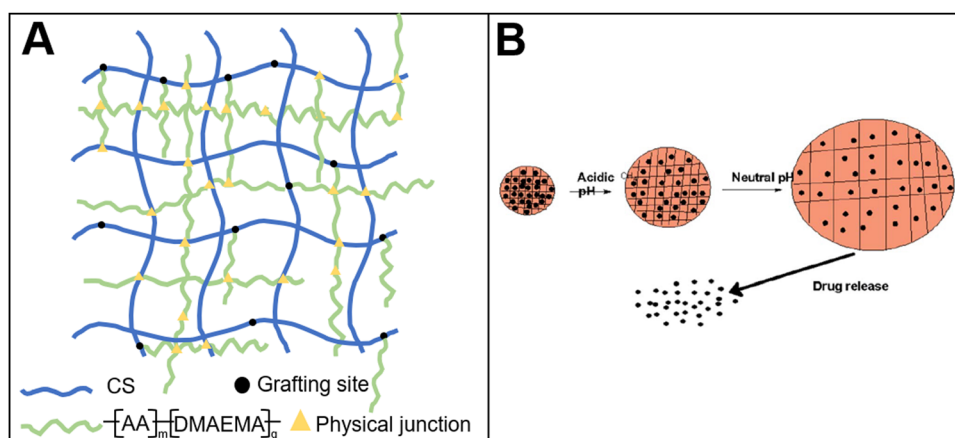 A
CS
Grafting site
[AA]m[DMAEMA]q
Physical junction
B
Acidic
pH
Neutral pH
Drug release